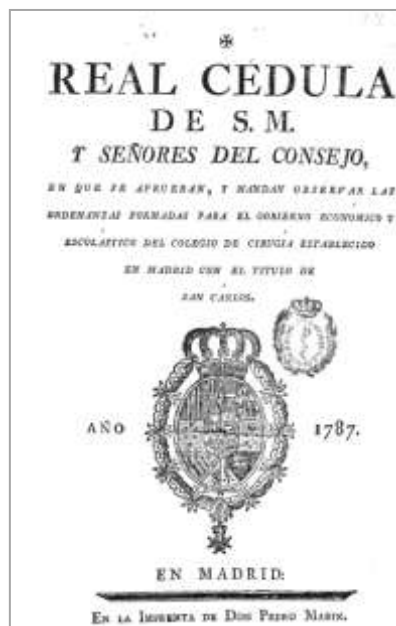 REAL CÉDULA
DE S. M.
Y SEÑORES DEL CONSEJO,
EN QUE SE APRUEBAN, Y MANDAN OBSERVAR LAS
ORDENANZAS FORMADAS PARA EL GOBIERNO ECONOMICO Y
ESCOLASTICO DEL COLEGIO DE CIRUGIA ESTABLECIDO
EN MADRID CON EL TITULO DE
SAN CARLOS.
AÑO 1787.
EN MADRID:
EN LA IMPRENTA DE DON PEDRO MARIN.